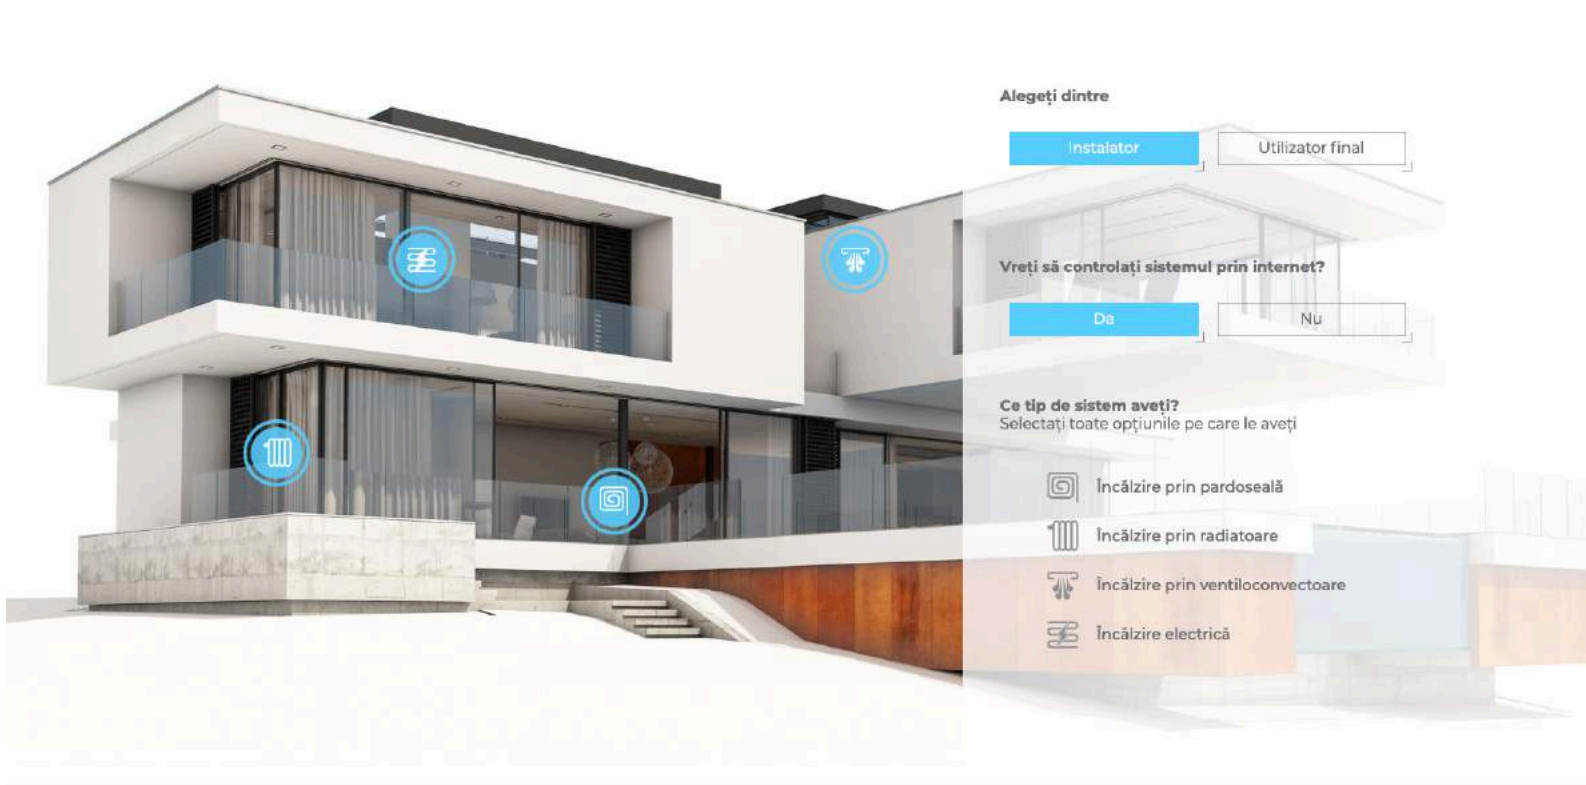 Alegeți dintre
Instalator
Utilizator final
Vreți să controlați sistemul prin internet?
Da
Nu
Ce tip de sistem aveți?
Selectați toate opțiunile pe care le aveți
Încălzire prin pardoseală
Încălzire prin radiatoare
Încălzire prin ventiloconvectoare
Încălzire electrică